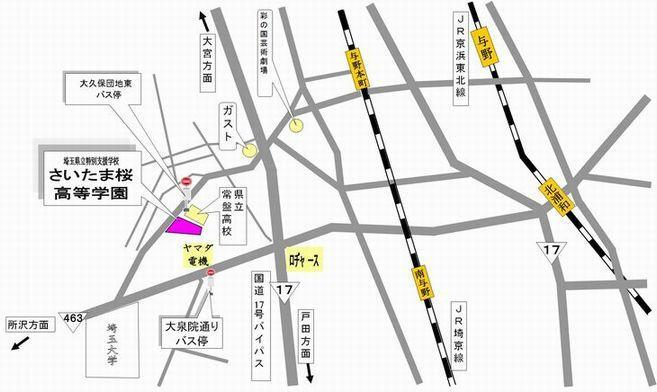 大宮方面
大久保団地東
バス停
ガスト
彩の国芸術劇場
与野本町
JR京浜東北線
与野
埼玉県立特別支援学校
さいたま桜
高等学園
県立
常盤高校
北浦和
ヤマダ
電機
ロヂャース
17
南与野
17
463
所沢方面
埼玉大学
大泉院通り
バス停
国道17号バイパス
戸田方面
JR埼京線